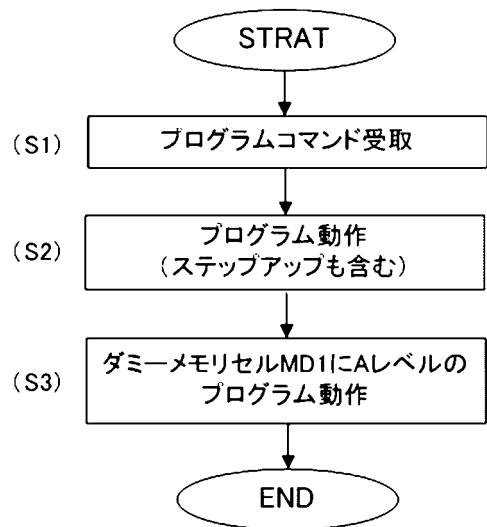 STRAT
(S1)
プログラムコマンド受取
(S2)
プログラム動作
(ステップアップも含む)
(S3)
ダミーメモリセルMD1にAレベルの
プログラム動作
END